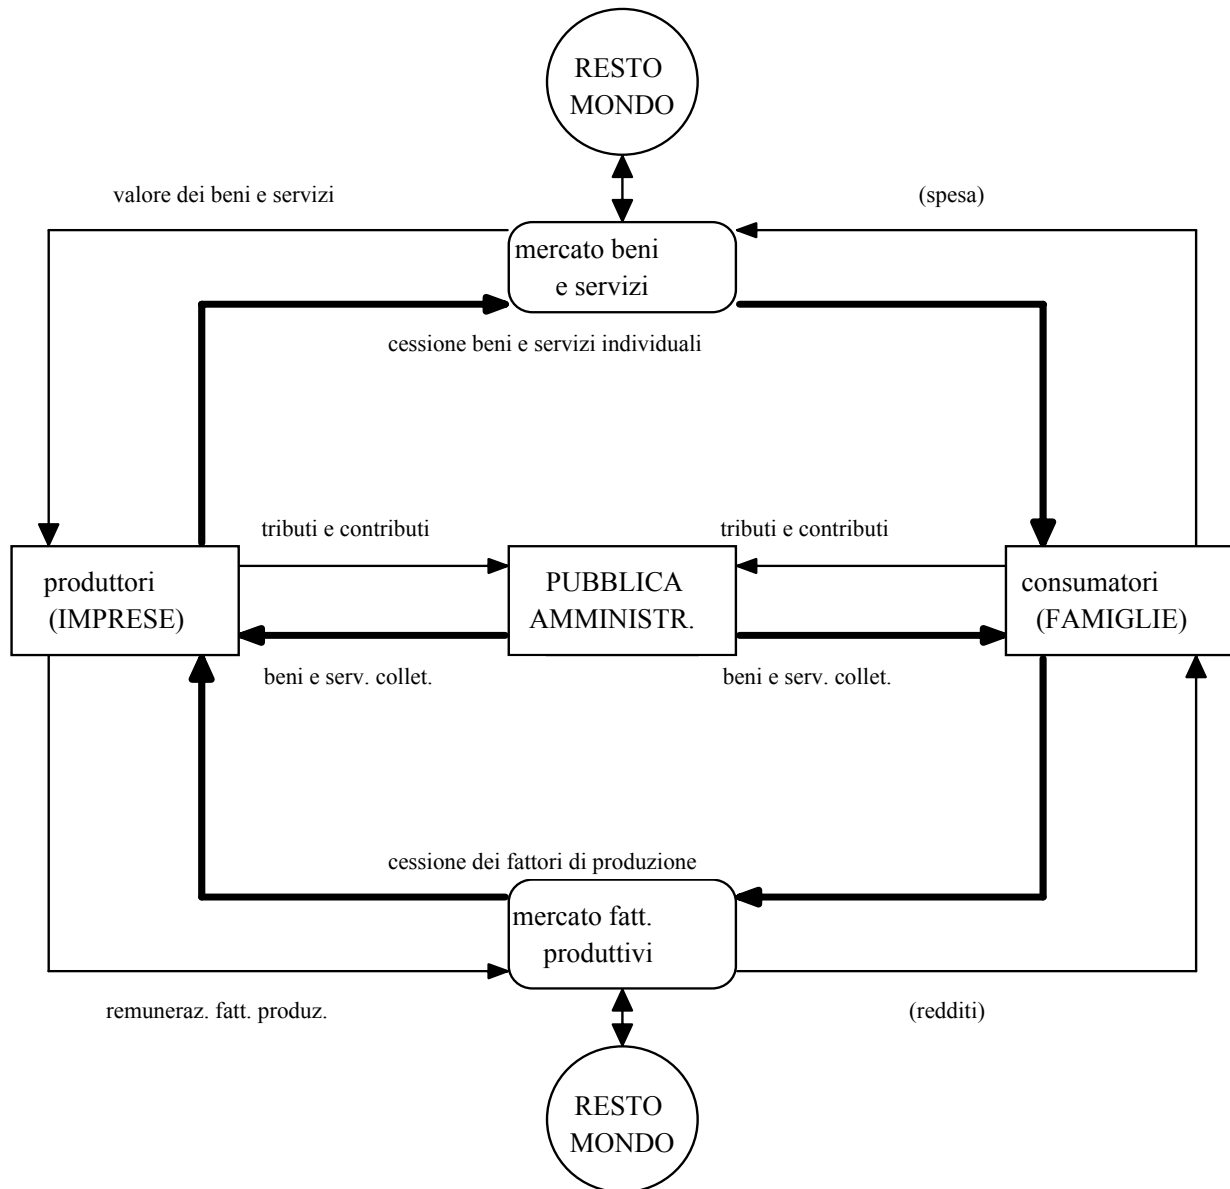 RESTO
MONDO
valore dei beni e servizi
(spesa)
mercato beni
e servizi
cessione beni e servizi individuali
tributi e contributi
tributi e contributi
produttori
(IMPRESE)
PUBBLICA
AMMINISTR.
consumatori
(FAMIGLIE)
beni e serv. collet.
beni e serv. collet.
cessione dei fattori di produzione
mercato fatt.
produttivi
remuneraz. fatt. produz.
(redditi)
RESTO
MONDO